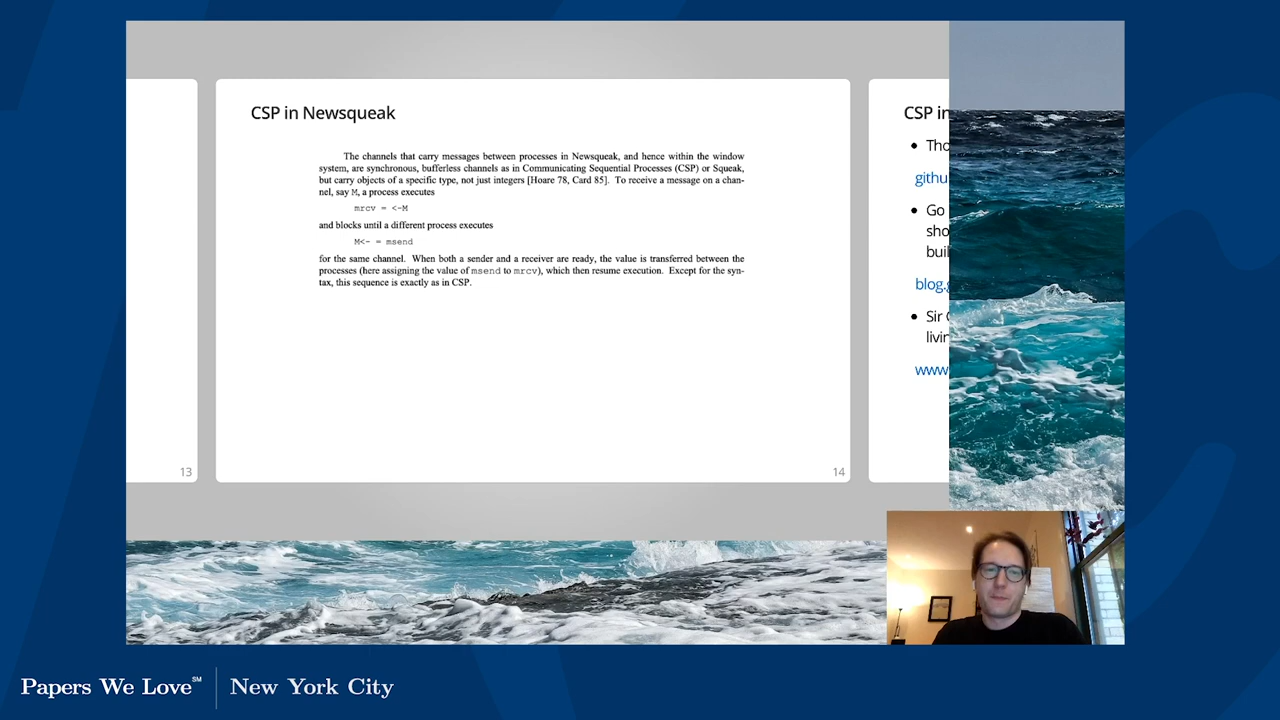 CSP in Newsqueak
The channels that carry messages between processes in Newsqueak, and hence within the window
system, are synchronous, bufferless channels as in Communicating Sequential Processes (CSP) or Squeak,
but carry objects of a specific type, not just integers [Hoare 78, Card 85]. To receive a message on a chan-
nel, say M, a process executes
mrcv = <-M
and blocks until a different process executes
M<- = msend
for the same channel. When both a sender and a receiver are ready, the value is transferred between the
processes (here assigning the value of msend to mrcv), which then resume execution. Except for the syn-
tax, this sequence is exactly as in CSP.
13
14
CSP in
Tho
githu
Go
sho
buil
blog.g
Sir
livin
www.
Papers We Love℠
New York City